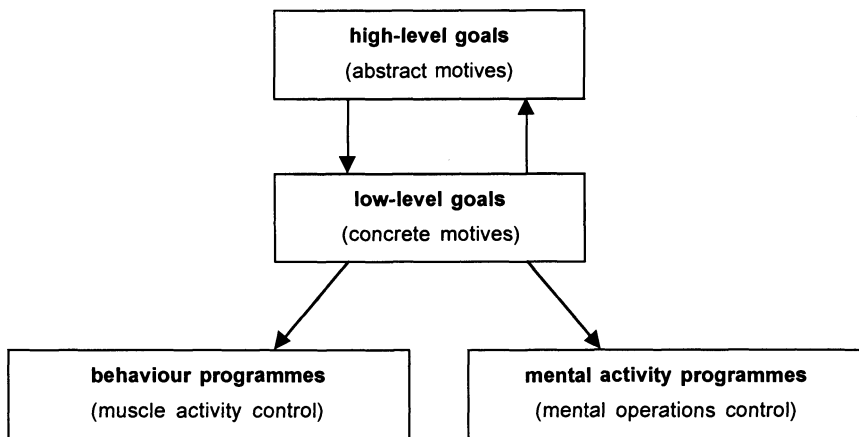 high-level goals
(abstract motives)
low-level goals
(concrete motives)
behaviour programmes
(muscle activity control)
mental activity programmes
(mental operations control)